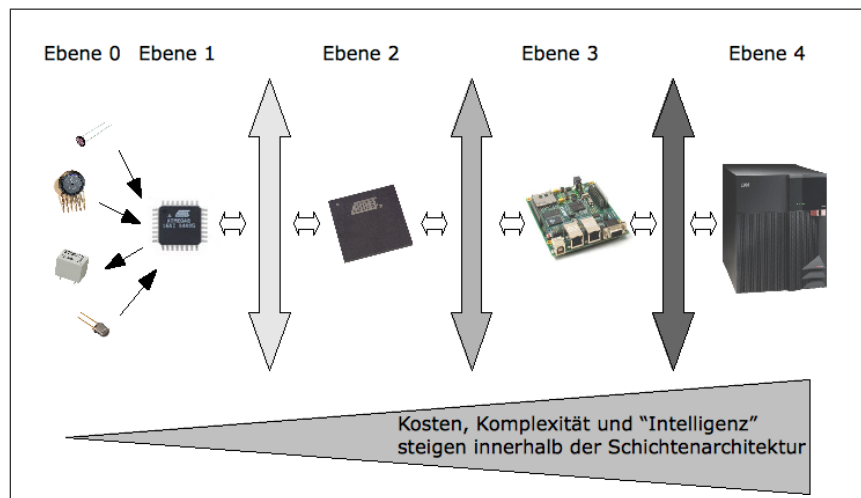 Ebene 0 Ebene 1 Ebene 2 Ebene 3 Ebene 4
Kosten, Komplexität und “Intelligenz”
steigen innerhalb der Schichtenarchitektur